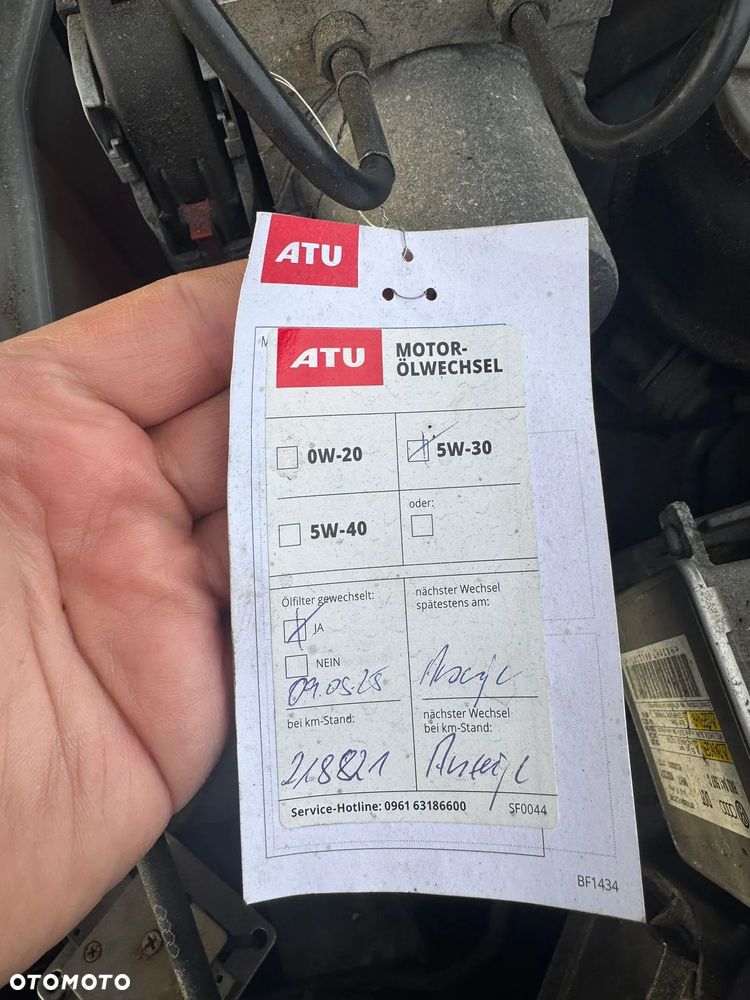 ATU
ATU
MOTOR-
ÖLWECHSEL
0W-20
5W-30
5W-40
oder:
Ölfilter gewechselt:
JA
NEIN
09.05.25
nächster Wechsel
spätestens am:
Anzeige
bei km-Stand:
218821
nächster Wechsel
bei km-Stand:
Anzeige
Service-Hotline: 0961 63186600
SF0044
BF1434
OTOMOTO